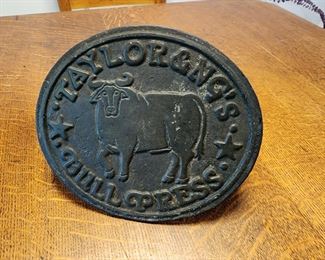 TAYLOR & NG'S
BULL PRESS